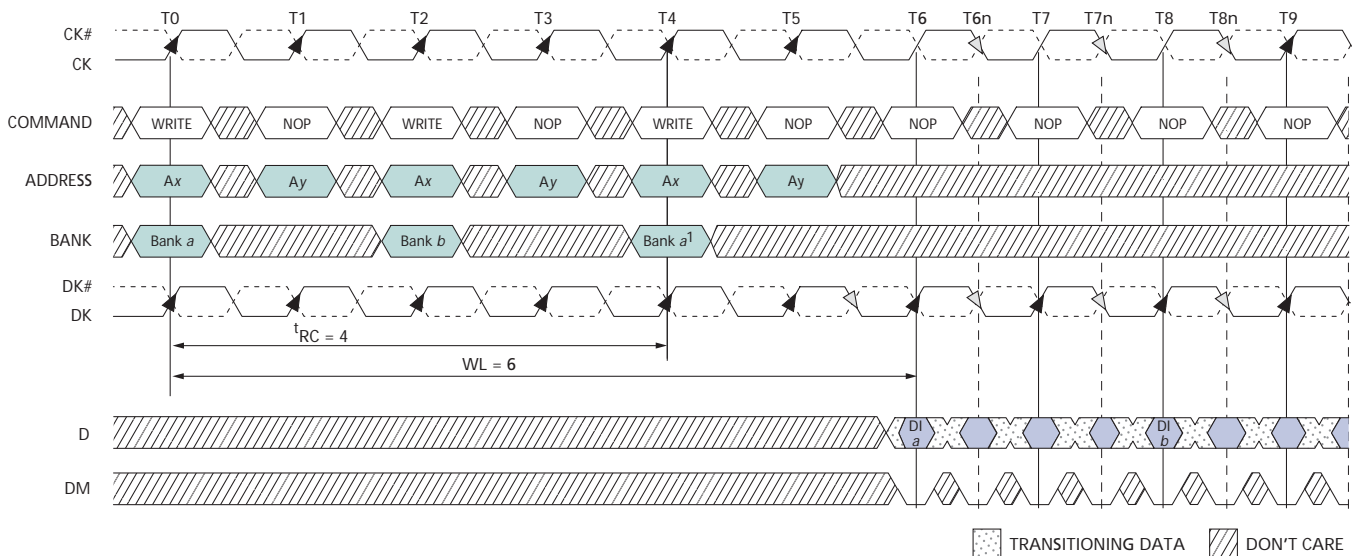 T0 T1 T2 T3 T4 T5 T6 T6n T7 T7n T8 T8n T9
CK#
CK
COMMAND WRITE NOP WRITE NOP WRITE NOP NOP NOP NOP NOP
ADDRESS Ax Ay Ax Ay Ax Ay
BANK Bank a Bank b Bank a1
DK#
DK
tRC = 4
WL = 6
D DI a DI b
DM
TRANSITIONING DATA DON'T CARE